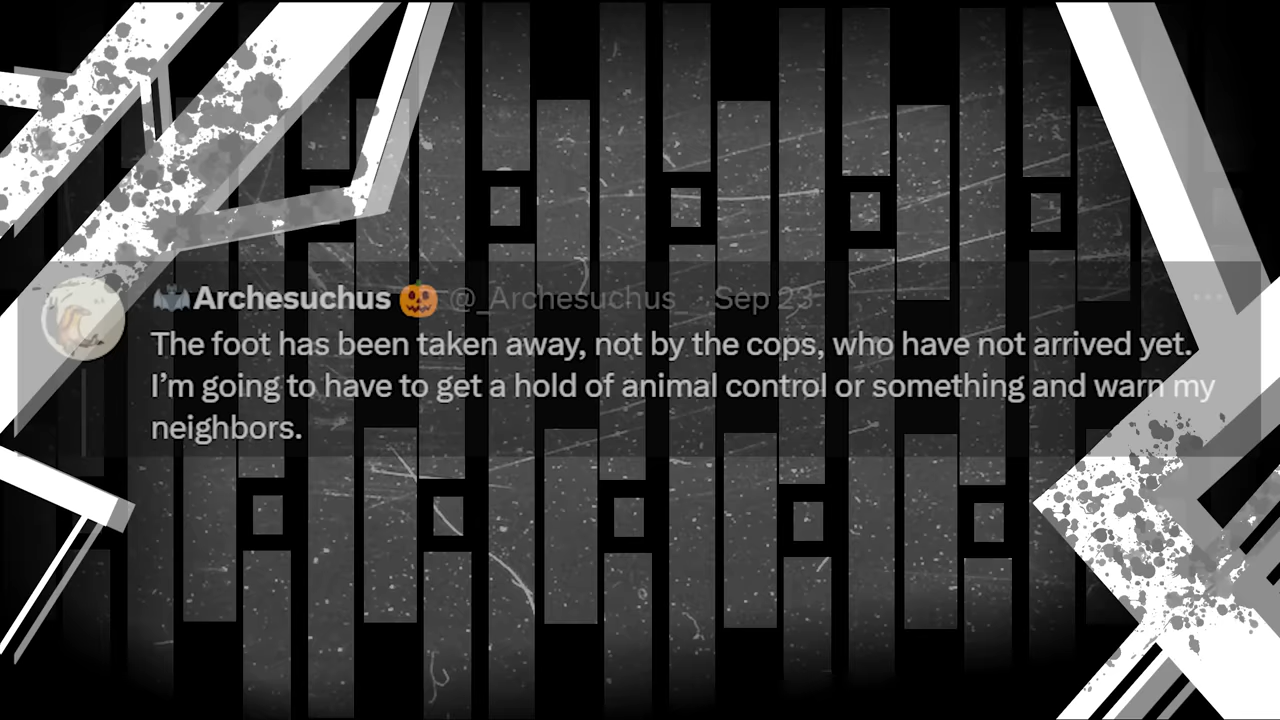 🦇Archesuchus 🎃 @_Archesuchus_ · Sep 23
The foot has been taken away, not by the cops, who have not arrived yet.
I’m going to have to get a hold of animal control or something and warn my
neighbors.